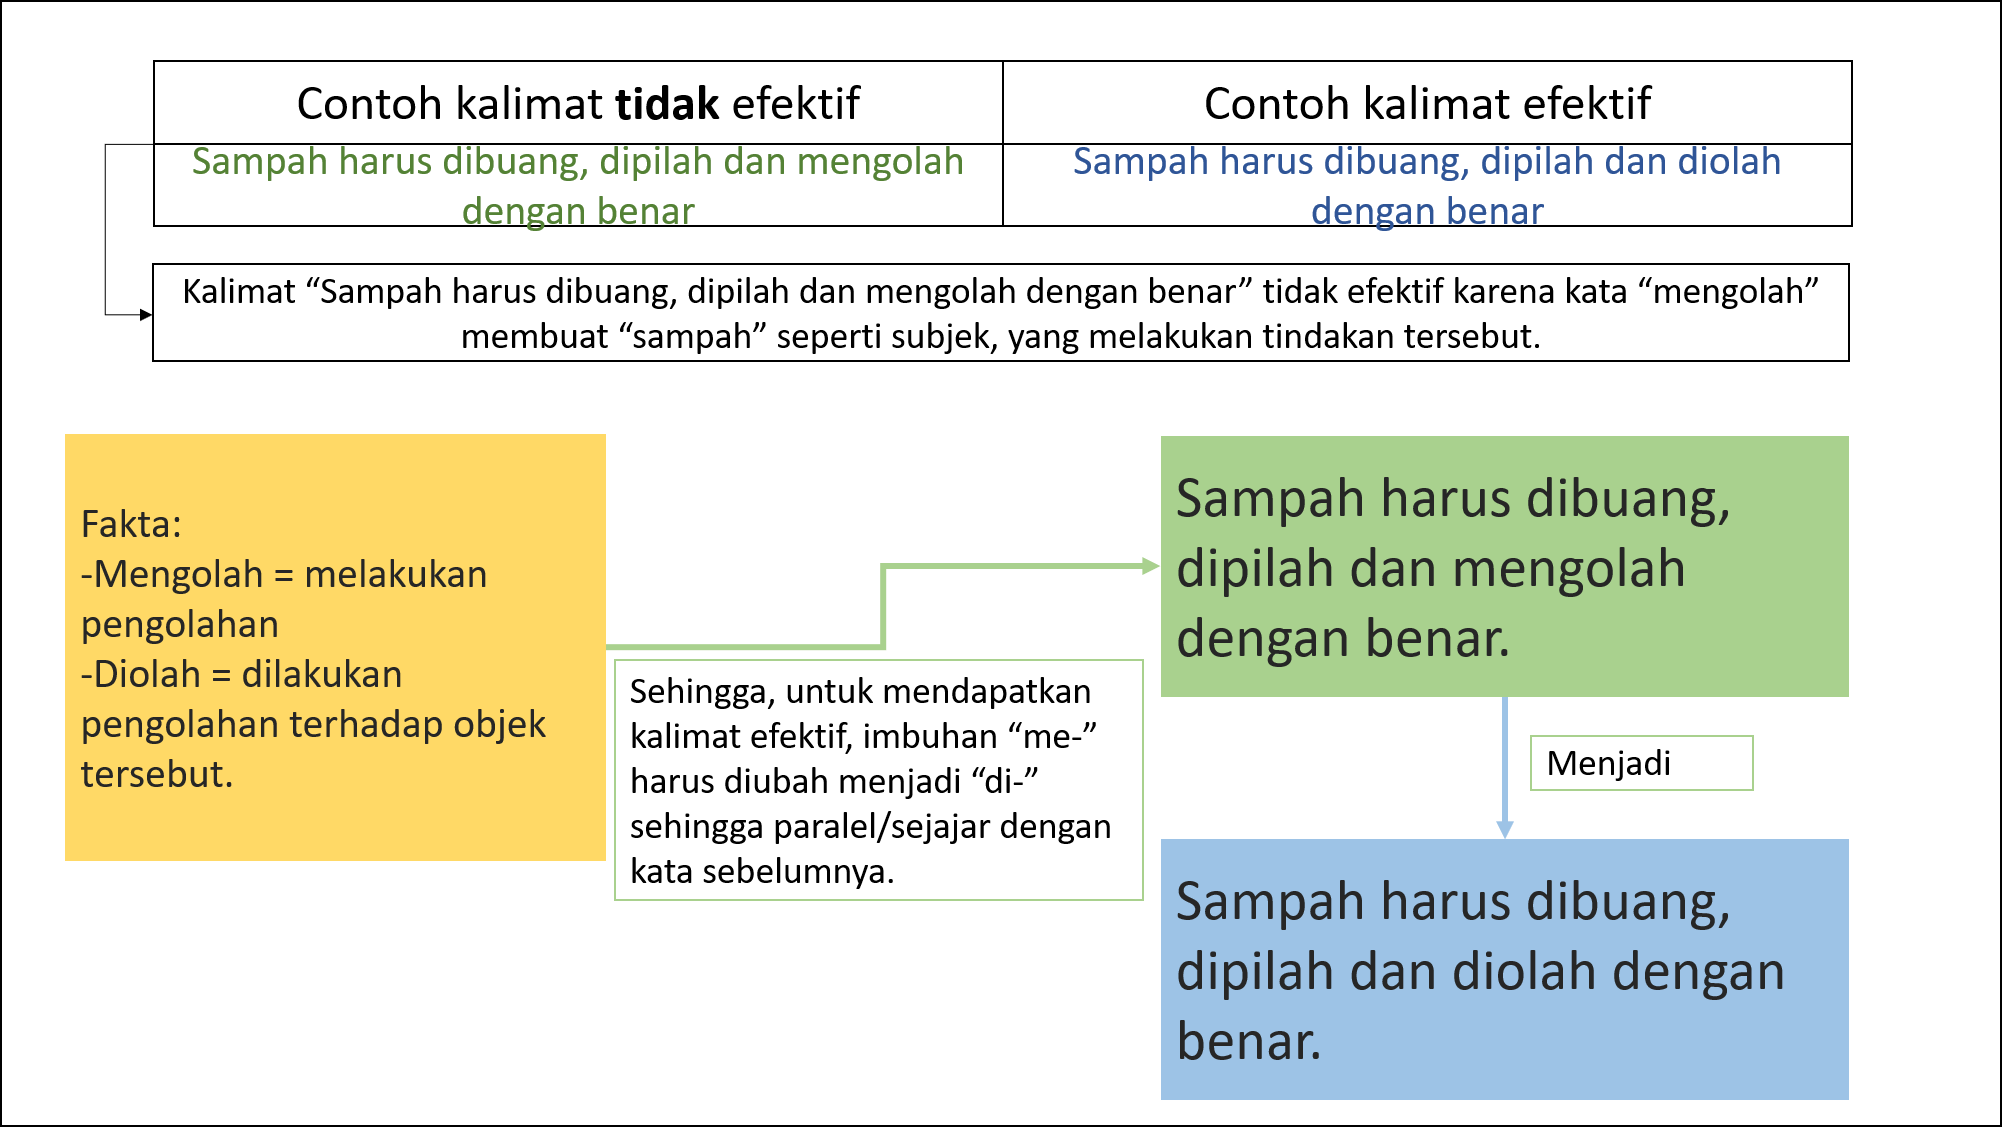 Contoh kalimat tidak efektif
Contoh kalimat efektif
Sampah harus dibuang, dipilah dan mengolah
dengan benar
Sampah harus dibuang, dipilah dan diolah
dengan benar
Kalimat “Sampah harus dibuang, dipilah dan mengolah dengan benar” tidak efektif karena kata “mengolah”
membuat “sampah” seperti subjek, yang melakukan tindakan tersebut.
Fakta:
-Mengolah = melakukan
pengolahan
-Diolah = dilakukan
pengolahan terhadap objek
tersebut.
Sehingga, untuk mendapatkan
kalimat efektif, imbuhan “me-”
harus diubah menjadi “di-”
sehingga paralel/sejajar dengan
kata sebelumnya.
Sampah harus dibuang,
dipilah dan mengolah
dengan benar.
Menjadi
Sampah harus dibuang,
dipilah dan diolah dengan
benar.